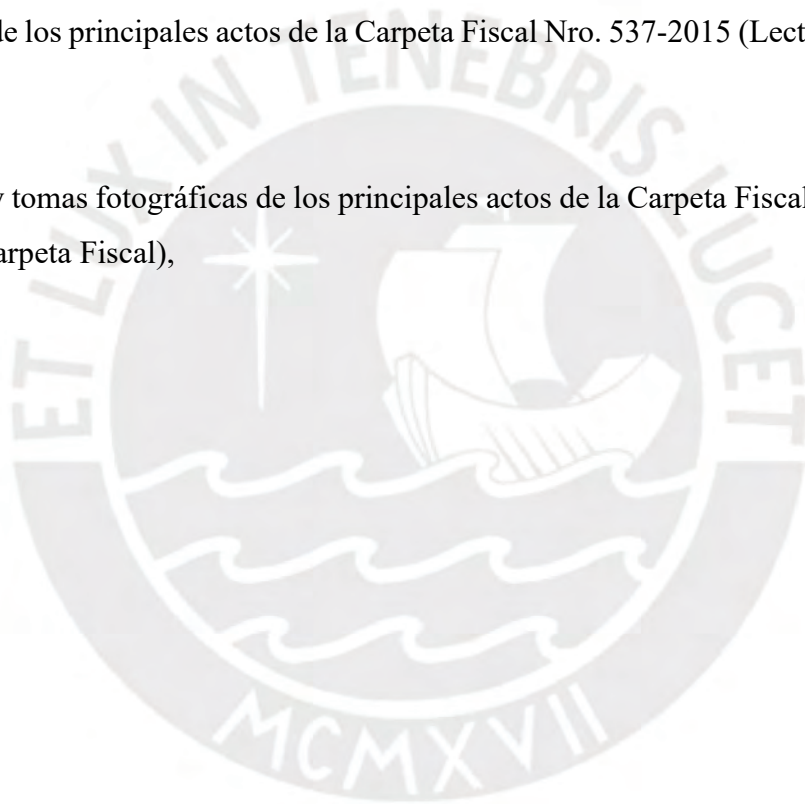 de los principales actos de la Carpeta Fiscal Nro. 537-2015 (Lect
y tomas fotográficas de los principales actos de la Carpeta Fiscal
arpeta Fiscal),
ET LUX IN TENEBRIS LUCET
MCMXVII